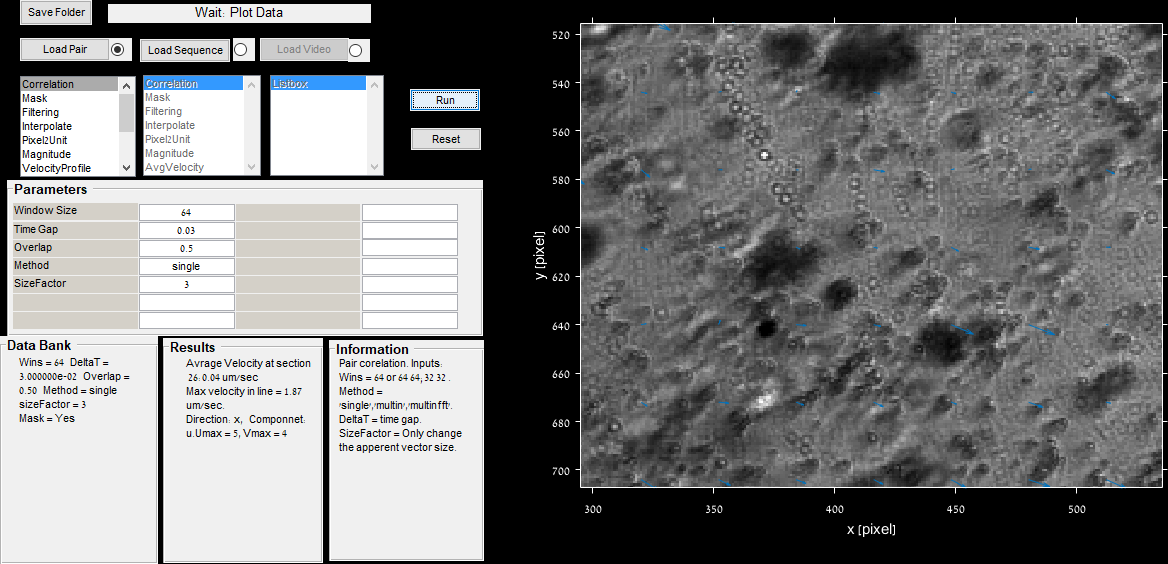 Save Folder
Wait: Plot Data
Load Pair
Load Sequence
Load Video
Correlation
Mask
Filtering
Interpolate
Pixel2Unit
Magnitude
VelocityProfile
Correlation
Mask
Filtering
Interpolate
Pixel2Unit
Magnitude
AvgVelocity
Listbox
Run
Reset
Parameters
Window Size 64
Time Gap 0.03
Overlap 0.5
Method single
SizeFactor 3
Data Bank
Wins = 64 DeltaT =
3.000000e-02 Overlap =
0.50 Method = single
sizeFactor = 3
Mask = Yes
Results
Avrage Velocity at section
26: 0.04 um/sec
Max velocity in line = 1.87
um/sec.
Direction: x, Componnet:
u.Umax = 5, Vmax = 4
Information
Pair corelation. Inputs:
Wins = 64 or 64 64; 32 32 .
Method =
'single','multin','multinfft'.
DeltaT = time gap.
SizeFactor = Only change
the apperent vector size.
520
540
560
580
600
620
640
660
680
700
y [pixel]
300 350 400 450 500
x [pixel]